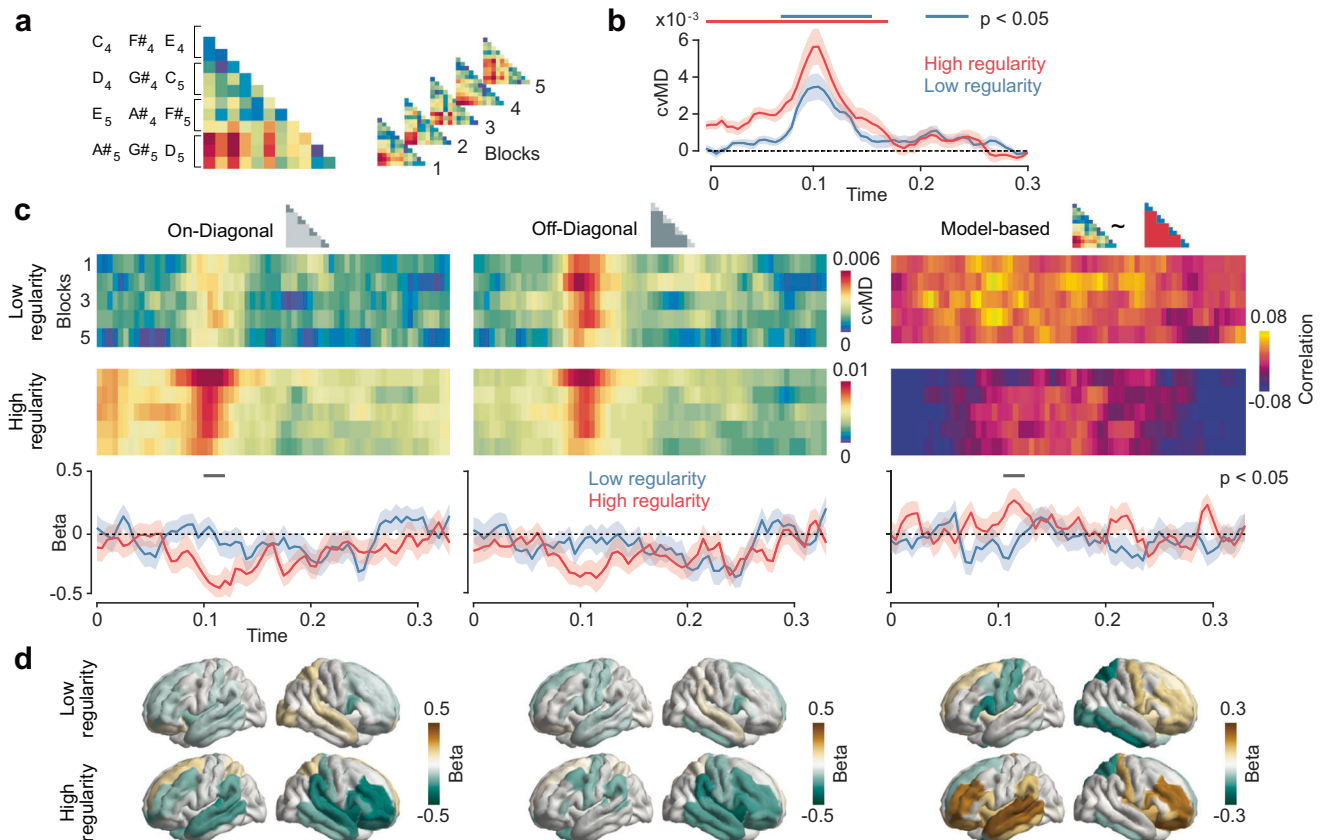 a
C4 F#4 E4
D4 G#4 C5
E5 A#4 F#5
A#5 G#5 D5
1
2
3
4
5
Blocks
b
x10-3
p < 0.05
6
4
2
0
cvMD
High regularity
Low regularity
0
0.1
0.2
0.3
Time
c
On-Diagonal
Off-Diagonal
Model-based
~
Low
regularity
Blocks
1
3
5
0.006
cvMD
0
0.08
Correlation
-0.08
High
regularity
0.01
0
0.5
0
-0.5
Beta
Low regularity
High regularity
p < 0.05
0
0.1
0.2
0.3
Time
0
0.1
0.2
0.3
0
0.1
0.2
0.3
d
Low
regularity
High
regularity
0.5
Beta
-0.5
0.5
Beta
-0.5
0.3
Beta
-0.3